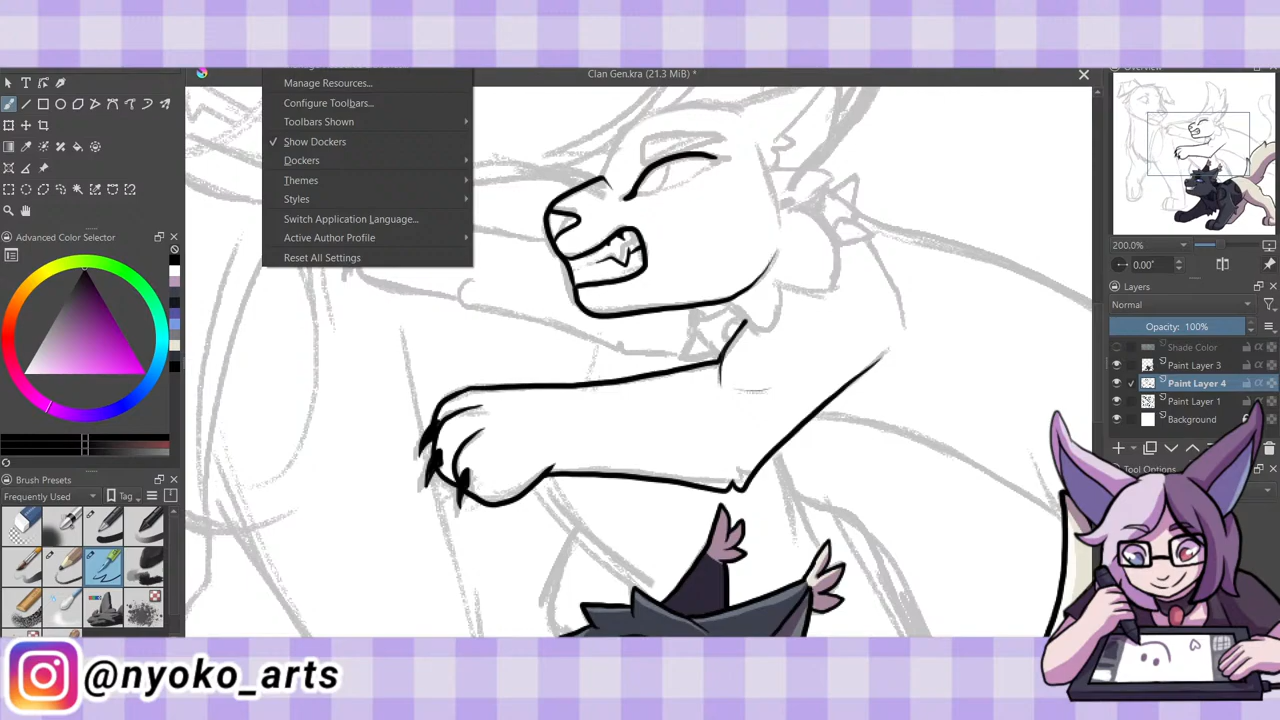 Clan Gen.kra (21.3 MiB) *
Manage Resources...
Configure Toolbars...
Toolbars Shown
Show Dockers
Dockers
Themes
Styles
Switch Application Language...
Active Author Profile
Reset All Settings
Advanced Color Selector
Brush Presets
Frequently Used
Tag
200.0%
0.00°
Layers
Normal
Opacity: 100%
Shade Color
Paint Layer 3
Paint Layer 4
Paint Layer 1
Background
Tool Options
@nyoko_arts